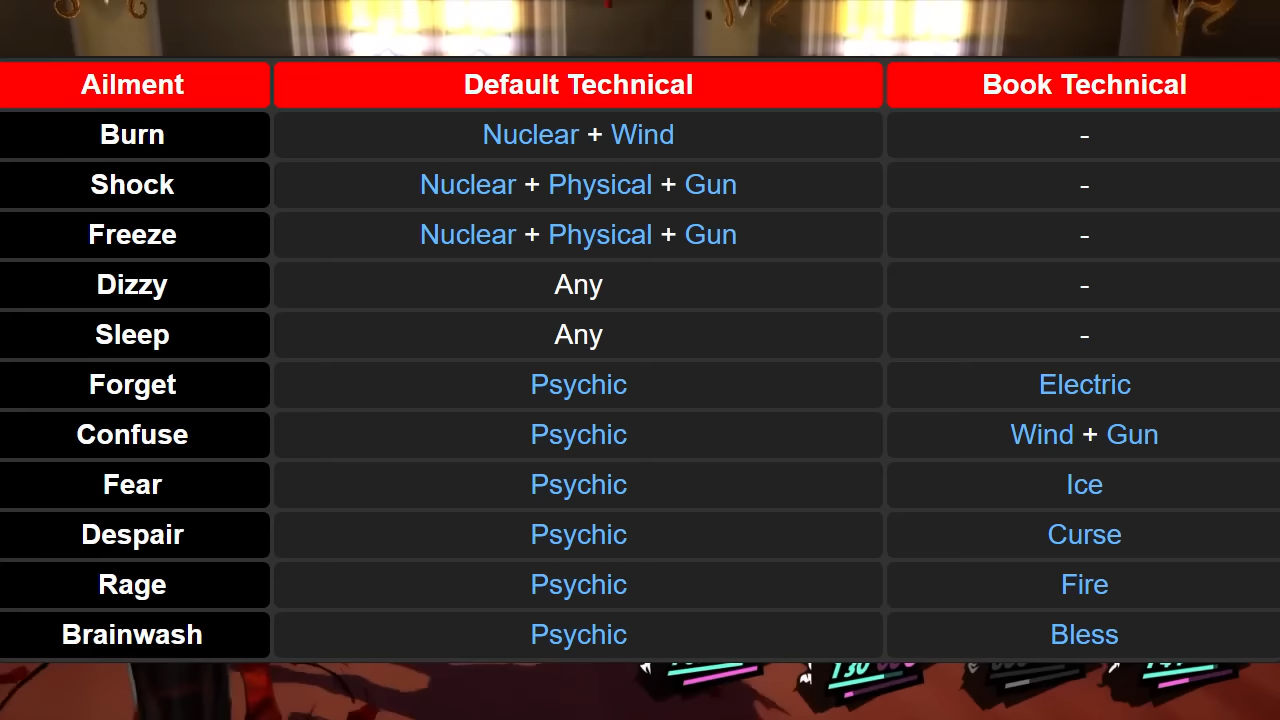 Ailment Default Technical Book Technical
Burn Nuclear + Wind -
Shock Nuclear + Physical + Gun -
Freeze Nuclear + Physical + Gun -
Dizzy Any -
Sleep Any -
Forget Psychic Electric
Confuse Psychic Wind + Gun
Fear Psychic Ice
Despair Psychic Curse
Rage Psychic Fire
Brainwash Psychic Bless